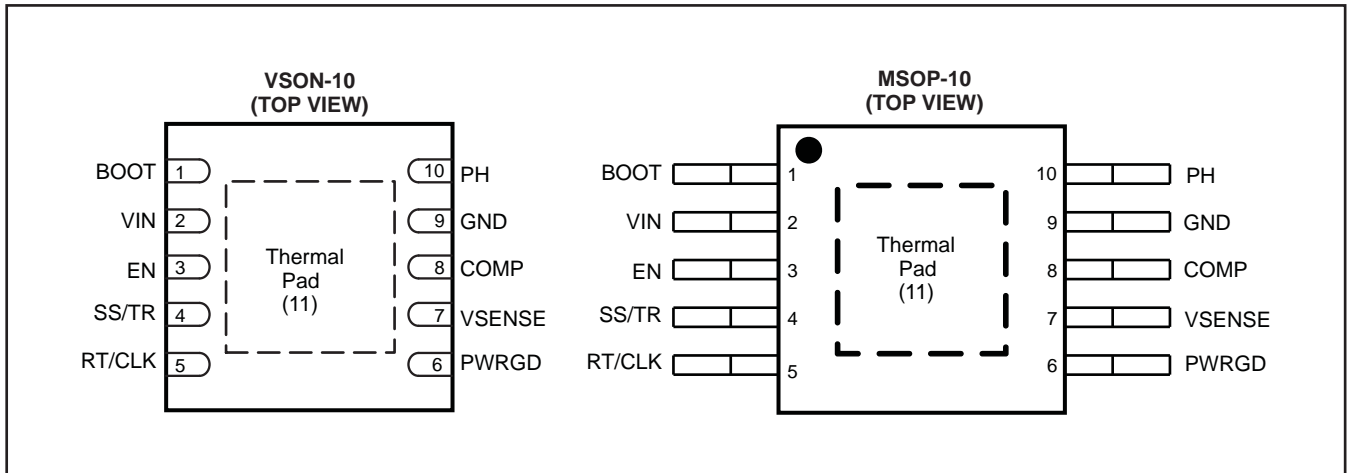 VSON-10
(TOP VIEW)
BOOT 1
10 PH
VIN 2
9 GND
EN 3
8 COMP
SS/TR 4
7 VSENSE
RT/CLK 5
6 PWRGD
Thermal
Pad
(11)
MSOP-10
(TOP VIEW)
BOOT 1
10 PH
VIN 2
9 GND
EN 3
8 COMP
SS/TR 4
7 VSENSE
RT/CLK 5
6 PWRGD
Thermal
Pad
(11)